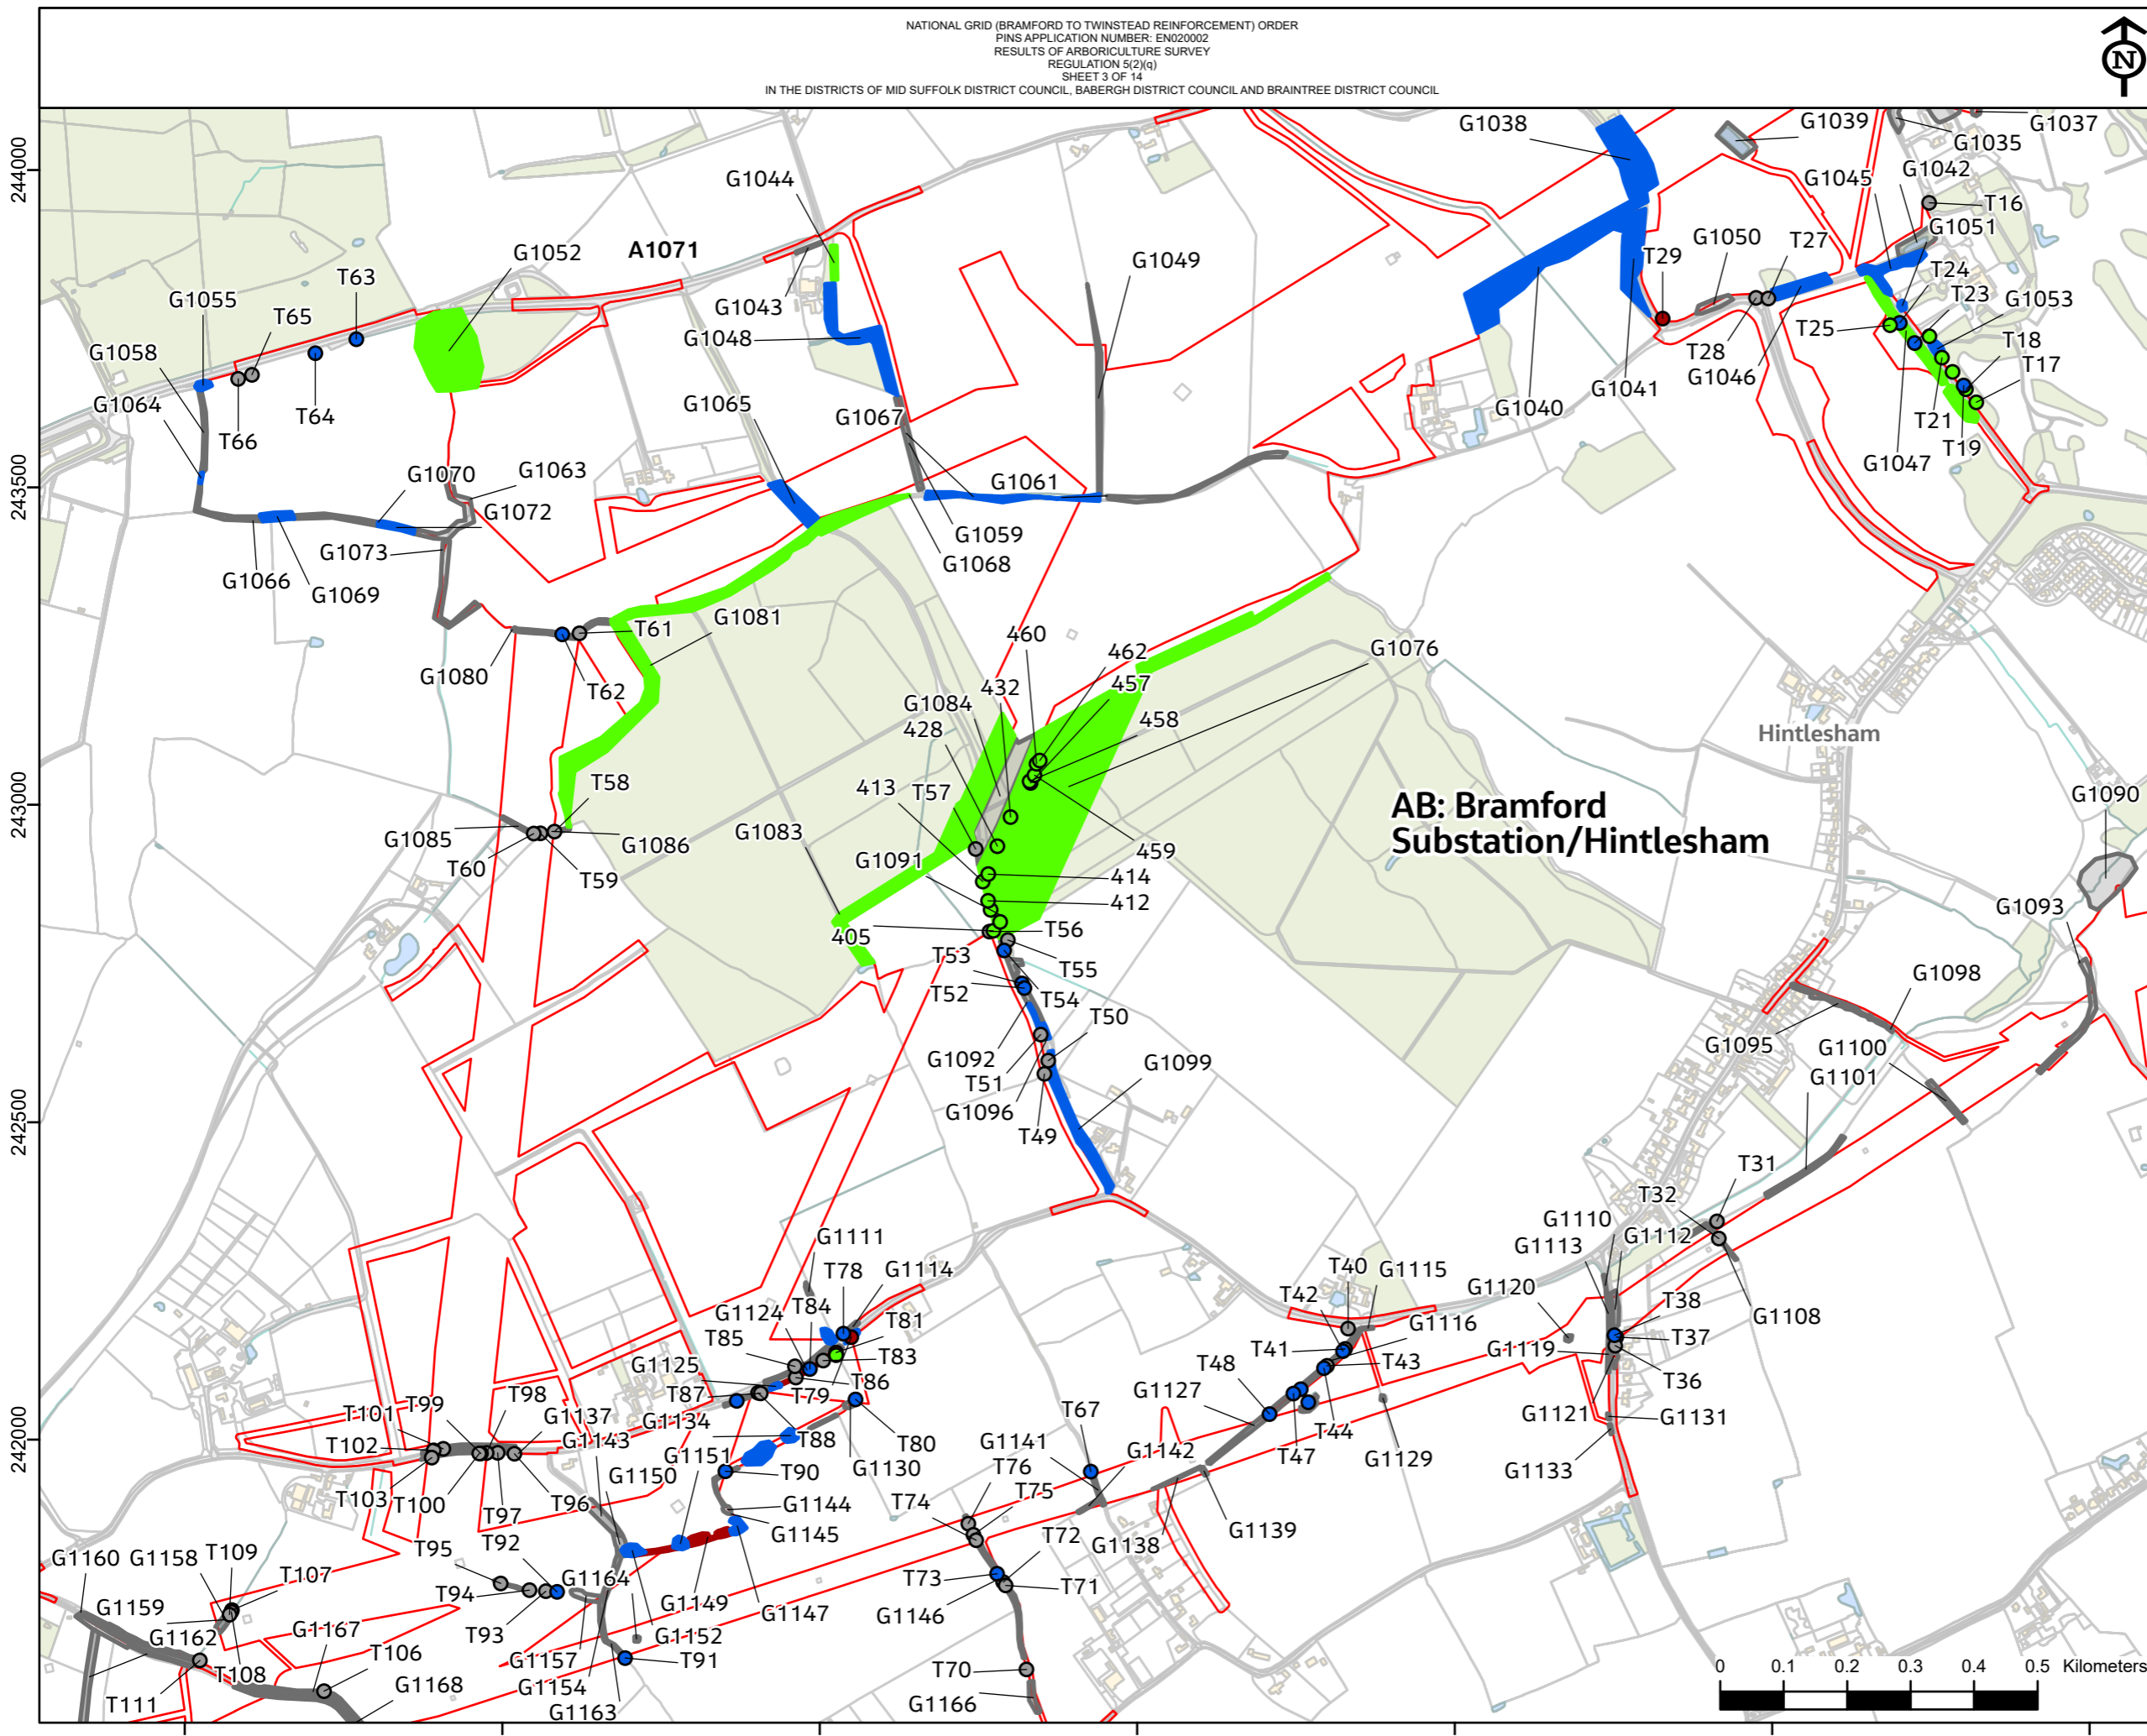 NATIONAL GRID (BRAMFORD TO TWINSTEAD REINFORCEMENT) ORDER
PINS APPLICATION NUMBER: EN020002
RESULTS OF ARBORICULTURE SURVEY
REGULATION 5(2)(q)
SHEET 3 OF 14
IN THE DISTRICTS OF MID SUFFOLK DISTRICT COUNCIL, BABERGH DISTRICT COUNCIL AND BRAINTREE DISTRICT COUNCIL
N
244000
243500
243000
242500
242000
G1038
G1039
G1037
G1035
G1044
G1045
G1042
T16
G1052
A1071
G1049
T29
G1050
T27
G1051
T24
T23
G1053
T63
G1055
T65
G1043
G1048
T25
T18
T17
G1058
T28
G1046
G1064
T66
T64
G1065
G1067
G1040
G1041
T21
T19
G1047
G1070
G1063
G1061
G1072
G1059
G1073
G1068
G1066
G1069
T61
G1081
460
462
G1076
G1080
T62
432
457
G1084
428
458
Hintlesham
T58
413
T57
G1083
AB: Bramford
Substation/Hintlesham
G1090
G1085
G1086
T60
T59
G1091
459
414
412
G1093
405
T56
T53
T55
T52
T54
G1098
T50
G1092
T51
G1095
G1100
G1101
G1099
G1096
T49
T31
T32
G1111
G1110
G1112
G1113
T78
G1114
T40
G1115
G1120
G1124
T84
T42
T38
G1108
T85
T81
G1116
T41
T37
G1125
T83
T48
T43
G1119
T87
T79
T86
T36
T99
T98
G1127
T101
G1137
G1134
T67
T44
G1121
G1131
T102
G1143
T88
T80
G1141
G1142
T47
G1151
T76
G1129
G1150
T90
G1130
G1133
T103
T100
T97
T96
T75
G1144
T74
T95
T92
G1145
T72
G1138
G1139
G1160
G1158
T109
T107
T94
G1164
T73
T71
G1159
G1149
G1147
G1146
G1162
G1167
T93
G1152
T106
G1157
T91
T70
0 0.1 0.2 0.3 0.4 0.5 Kilometers
T108
G1168
G1154
T111
G1163
G1166